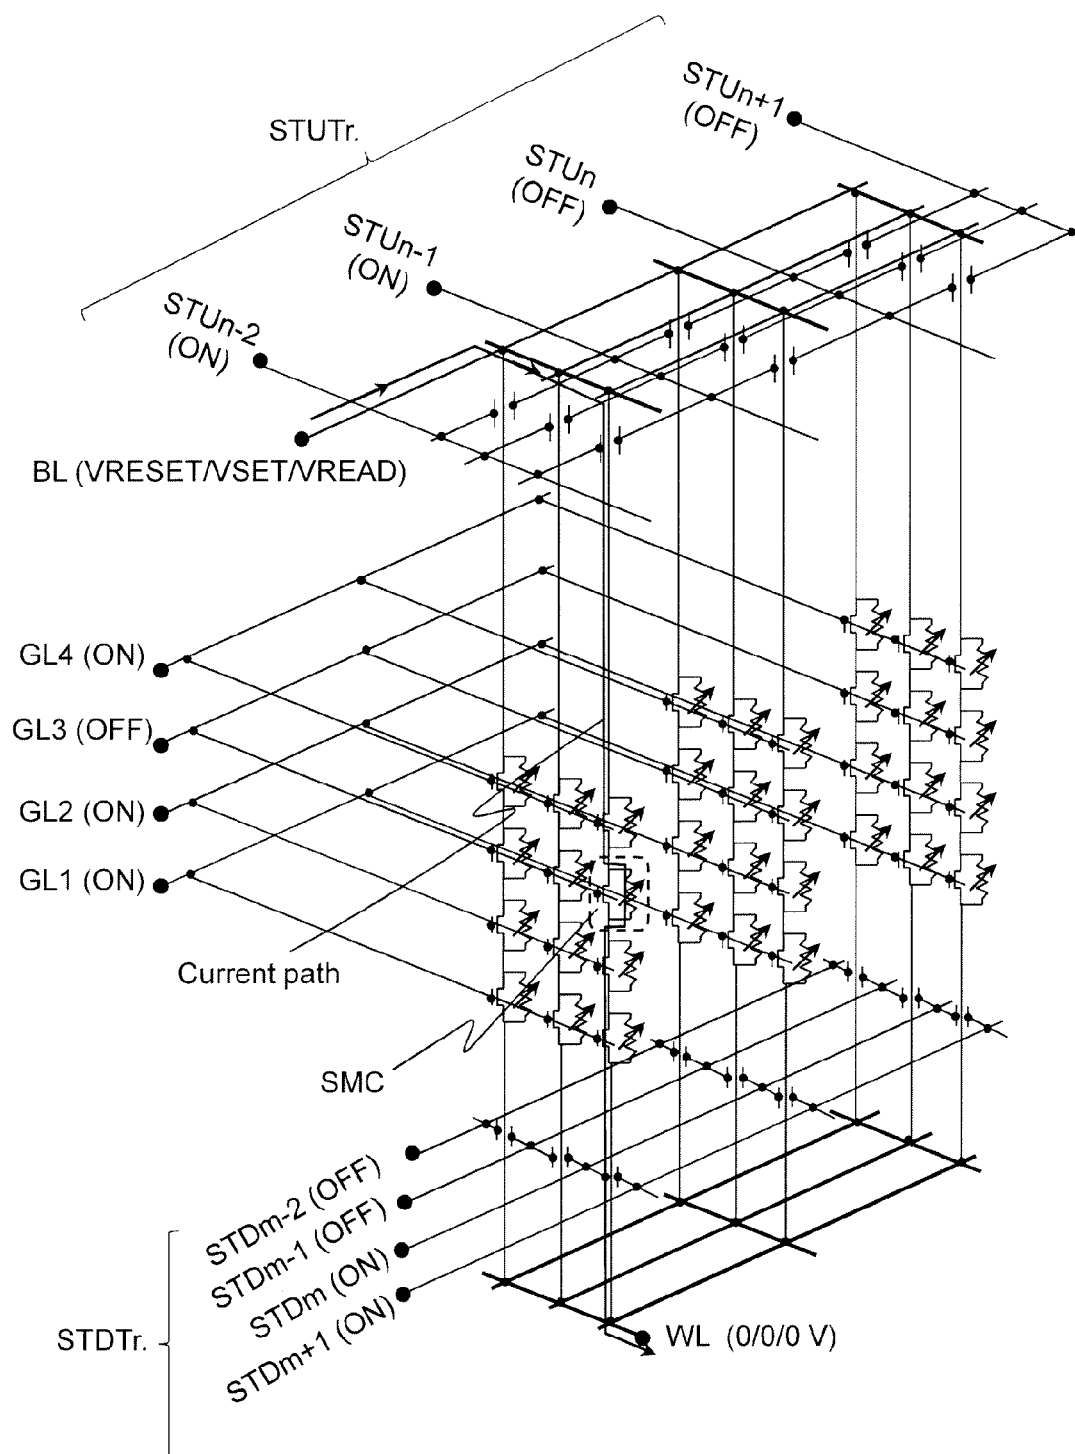 STUTr.
STUn+1
(OFF)
STUn
(OFF)
STUn-1
(ON)
STUn-2
(ON)
BL (VRESET/VSET/VREAD)
GL4 (ON)
GL3 (OFF)
GL2 (ON)
GL1 (ON)
Current path
SMC
STDm-2 (OFF)
STDm-1 (OFF)
STDm (ON)
STDm+1 (ON)
STDTr.
WL (0/0/0 V)